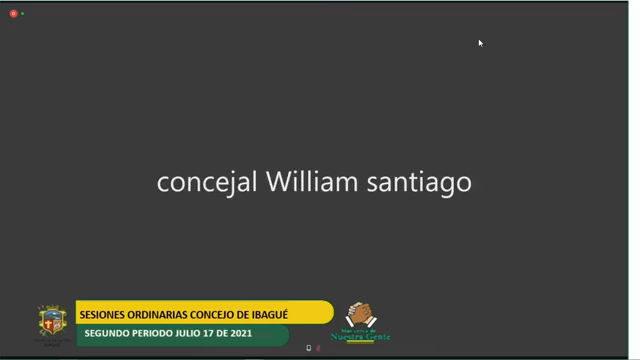 concejal William santiago
SESIONES ORDINARIAS CONCEJO DE IBAGUÉ
SEGUNDO PERIODO JULIO 17 DE 2021
Nuestra Gente